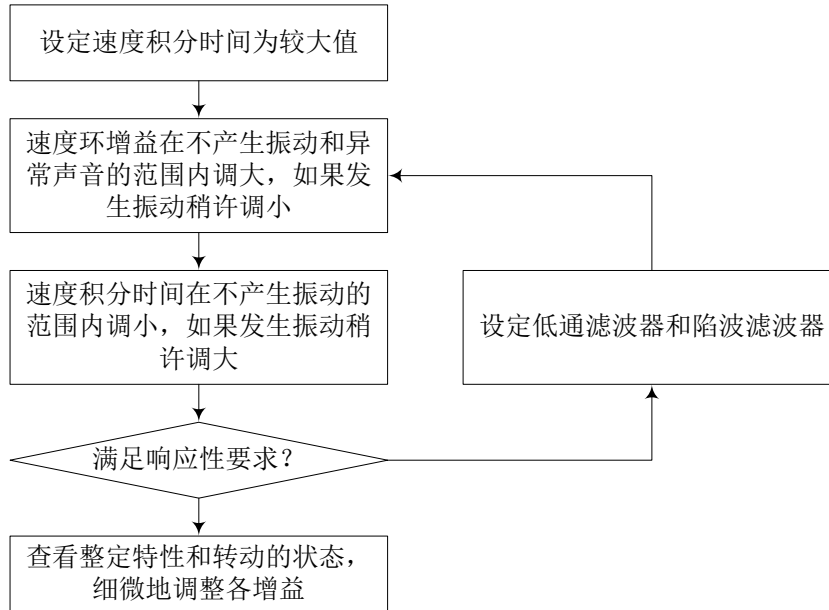 设定速度积分时间为较大值
速度环增益在不产生振动和异
常声音的范围内调大，如果发
生振动稍许调小
速度积分时间在不产生振动的
范围内调小，如果发生振动稍
许调大
设定低通滤波器和陷波滤波器
满足响应性要求？
查看整定特性和转动的状态，
细微地调整各增益